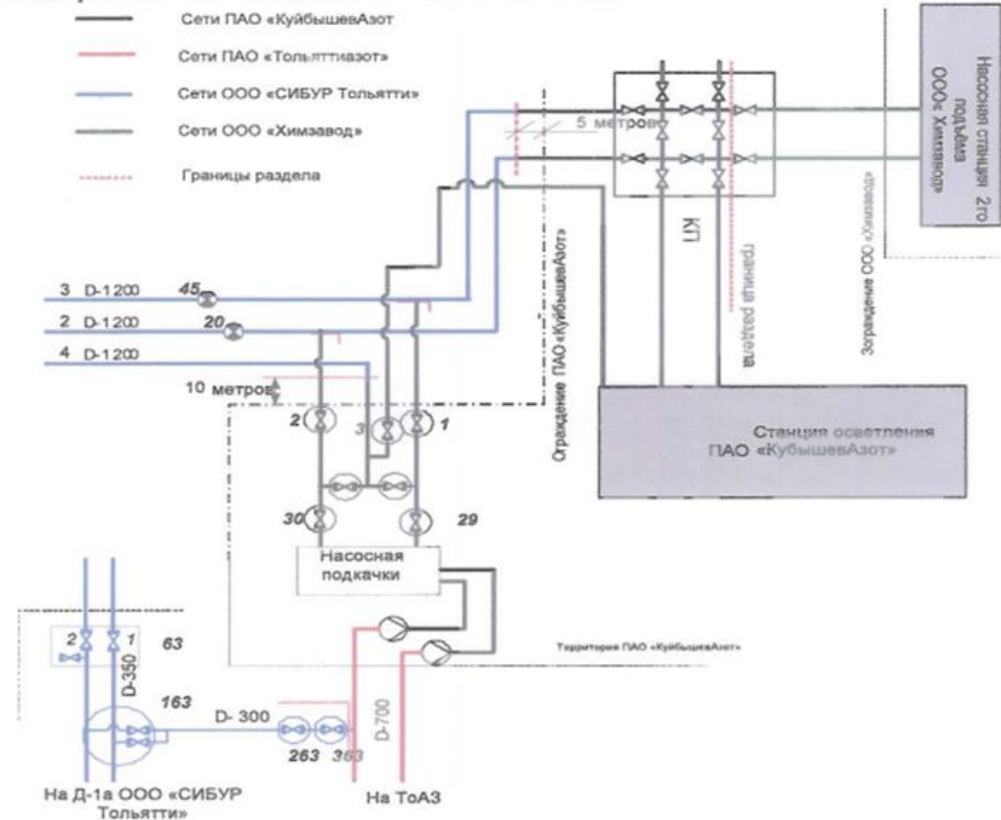 Сети ПАО «КуйбышевАзот
Сети ПАО «Тольяттиазот»
Сети ООО «СИБУР Тольятти»
Сети ООО «Химзавод»
Границы раздела
5 метров
Насосная станция 2го
подъёма
ООО« Химзавод»
КП
граница раздела
Зограждение ООО «Химзавод»
Ограждение ПАО «КуйбышевАзот»
3 D-1200
45
2 D-1200
20
4 D-1200
10 метров
2
3
1
Станция осветления
ПАО «КубышевАзот»
30
29
Насосная
подкачки
Территория ПАО «КуйбышевАзот»
2
1
63
D-350
163
D- 300
263
363
D-700
На Д-1а ООО «СИБУР
Тольятти»
На ТоАЗ